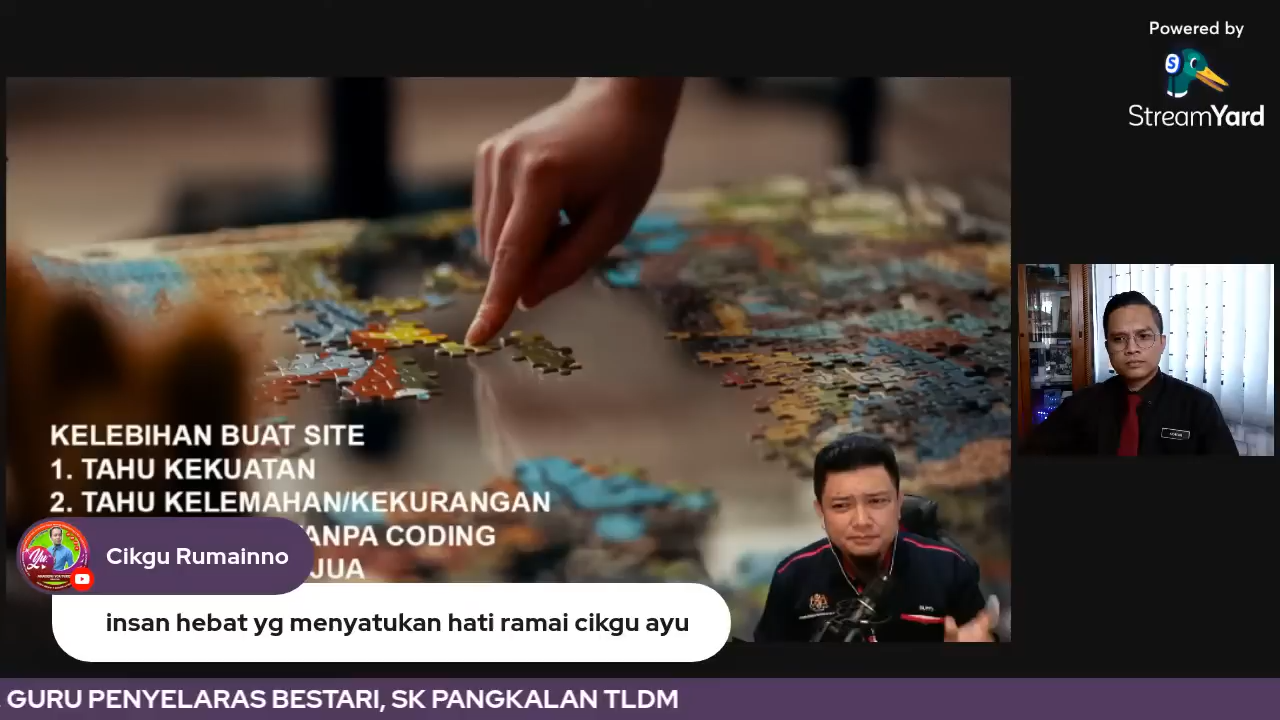 Powered by
StreamYard
KELEBIHAN BUAT SITE
1. TAHU KEKUATAN
2. TAHU KELEMAHAN/KEKURANGAN
ANPA CODING
JUA
Cikgu Rumainno
insan hebat yg menyatukan hati ramai cikgu ayu
GURU PENYELARAS BESTARI, SK PANGKALAN TLDM